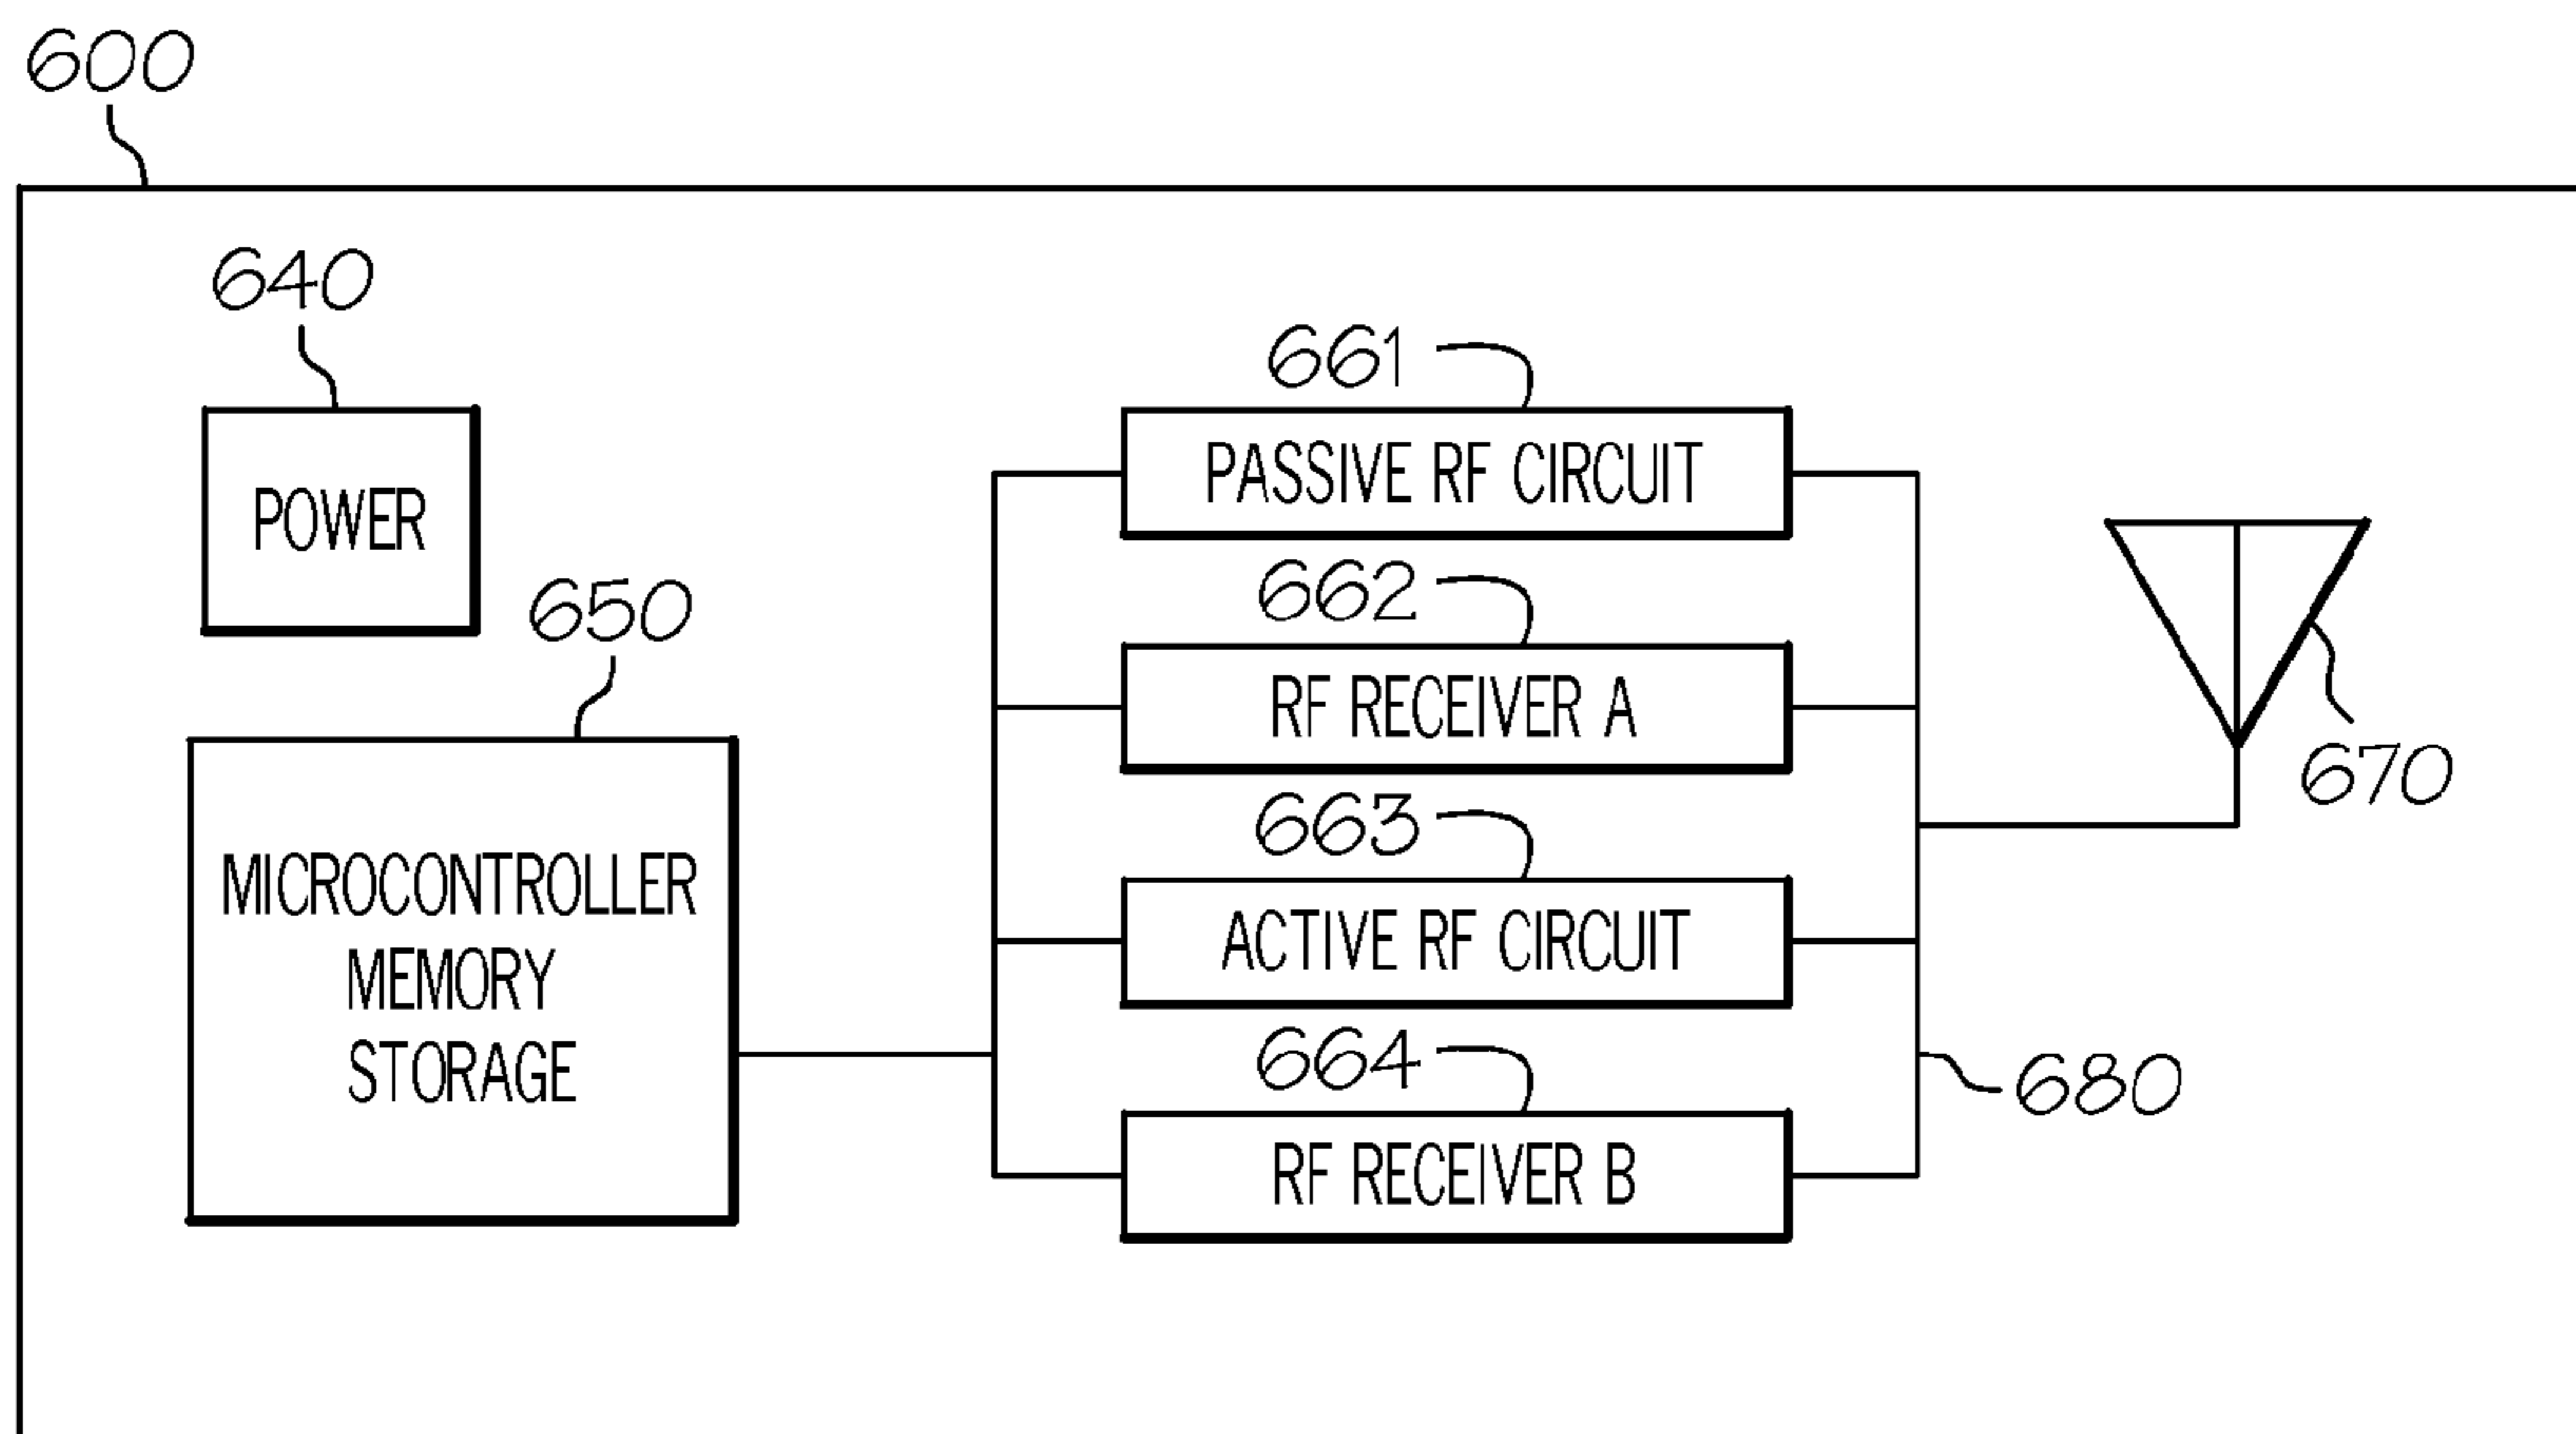 600
640
POWER
650
MICROCONTROLLER
MEMORY
STORAGE
661
PASSIVE RF CIRCUIT
662
RF RECEIVER A
663
ACTIVE RF CIRCUIT
664
RF RECEIVER B
670
680